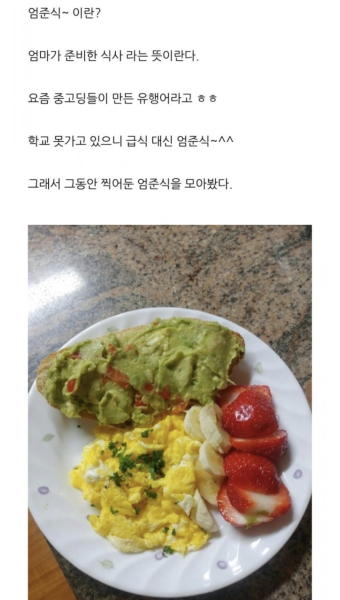 엄준식~ 이란?
엄마가 준비한 식사 라는 뜻이란다.
요즘 중고딩들이 만든 유행어라고 ㅎㅎ
학교 못가고 있으니 급식 대신 엄준식~^^
그래서 그동안 찍어둔 엄준식을 모아봤다.